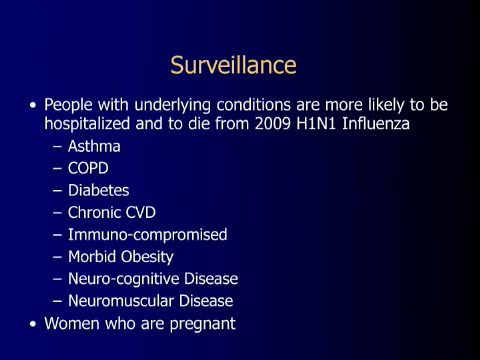 Surveillance
• People with underlying conditions are more likely to be
hospitalized and to die from 2009 H1N1 Influenza
– Asthma
– COPD
– Diabetes
– Chronic CVD
– Immuno-compromised
– Morbid Obesity
– Neuro-cognitive Disease
– Neuromuscular Disease
• Women who are pregnant